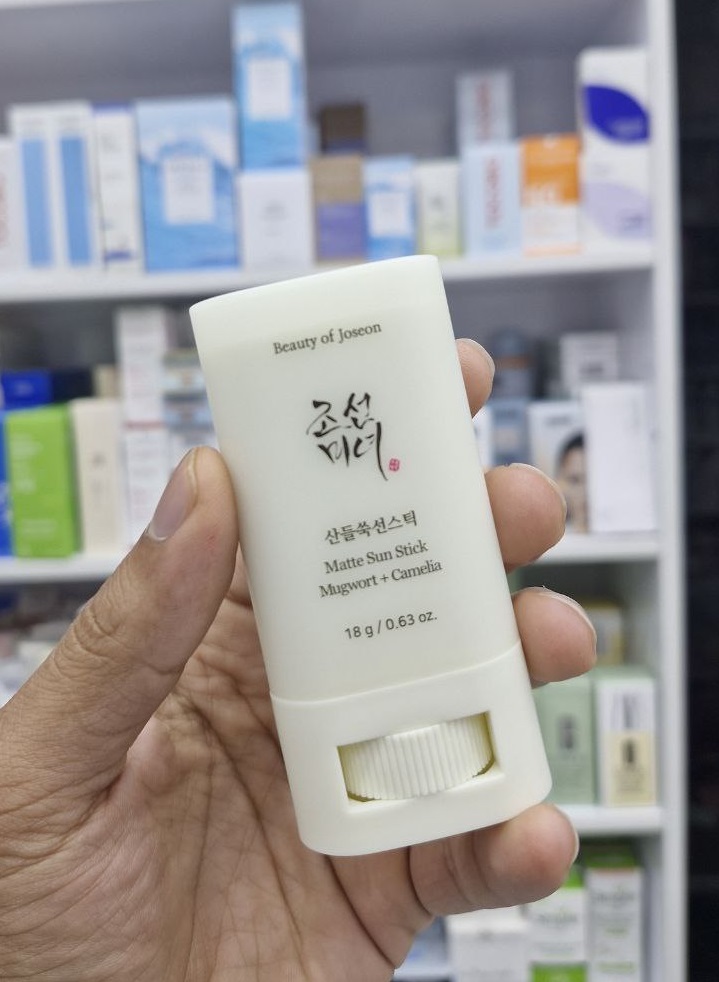 Beauty of Joseon
조선
미녀
산들쑥선스틱
Matte Sun Stick
Mugwort + Camelia
18 g / 0.63 oz.